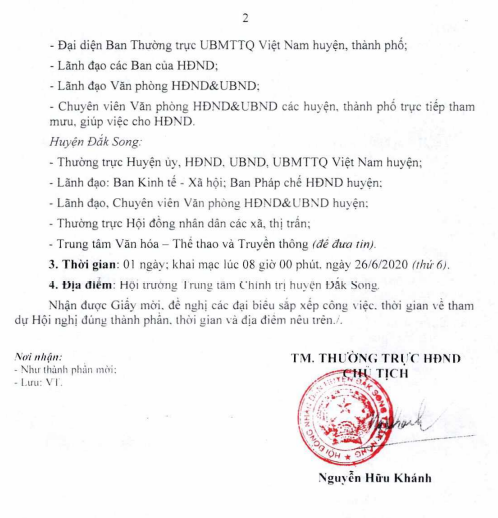 2
- Đại diện Ban Thường trực UBMTTQ Việt Nam huyện, thành phố;
- Lãnh đạo các Ban của HĐND;
- Lãnh đạo Văn phòng HĐND&UBND;
- Chuyên viên Văn phòng HĐND&UBND các huyện, thành phố trực tiếp tham
mưu, giúp việc cho HĐND.
Huyện Đắk Song:
- Thường trực Huyện ủy, HĐND, UBND, UBMTTQ Việt Nam huyện;
- Lãnh đạo: Ban Kinh tế - Xã hội; Ban Pháp chế HĐND huyện;
- Lãnh đạo, Chuyên viên Văn phòng HĐND&UBND huyện;
- Thường trực Hội đồng nhân dân các xã, thị trấn;
- Trung tâm Văn hóa – Thể thao và Truyền thông (để đưa tin).
3. Thời gian: 01 ngày; khai mạc lúc 08 giờ 00 phút, ngày 26/6/2020 (thứ 6).
4. Địa điểm: Hội trường Trung tâm Chính trị huyện Đắk Song.
Nhận được Giấy mời, đề nghị các đại biểu sắp xếp công việc, thời gian về tham
dự Hội nghị đúng thành phần, thời gian và địa điểm nêu trên./.
Nơi nhận:
- Như thành phần mời;
- Lưu: VT.
TM. THƯỜNG TRỰC HĐND
CHỦ TỊCH
HỘI ĐỒNG NHÂN DÂN HUYỆN ĐẮK SONG
Nguyễn Hữu Khánh